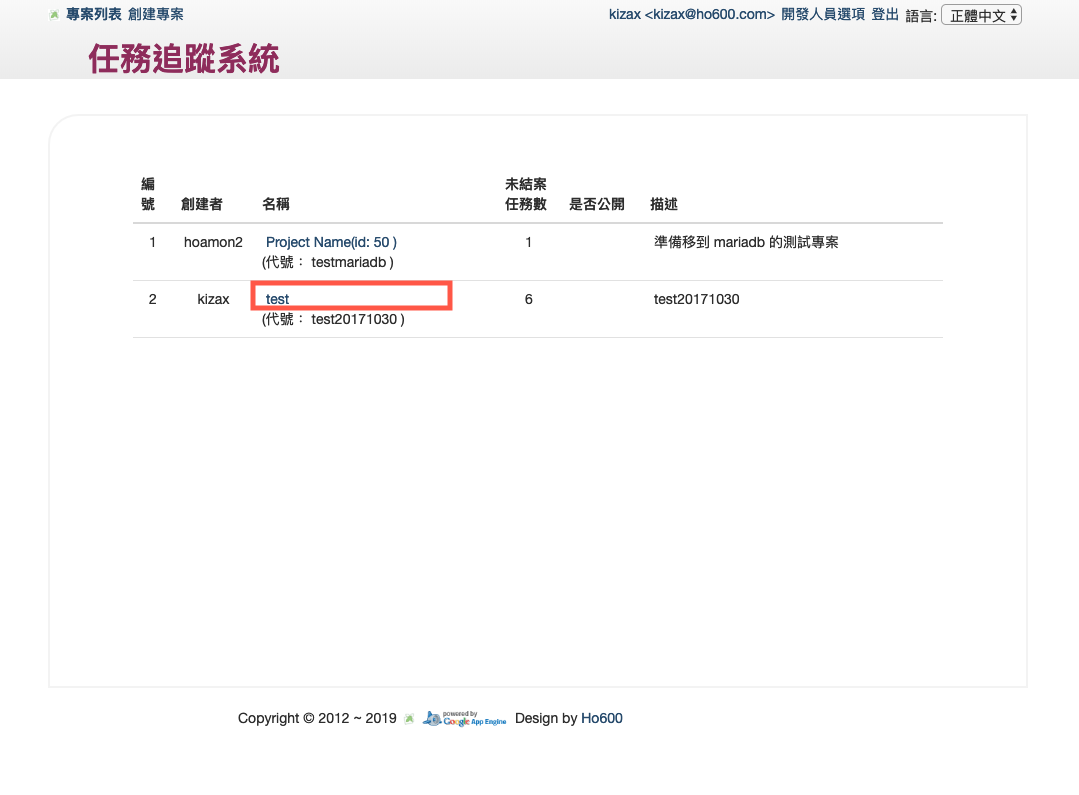 專案列表 創建專案 kizax <kizax@ho600.com> 開發人員選項 登出 語言: 正體中文
任務追蹤系統
編號 創建者 名稱 未結案任務數 是否公開 描述
1 hoamon2 Project Name(id: 50 ) 1 準備移到 mariadb 的測試專案
(代號： testmariadb )
2 kizax test 6 test20171030
(代號： test20171030 )
Copyright © 2012 ~ 2019 powered by Google App Engine Design by Ho600